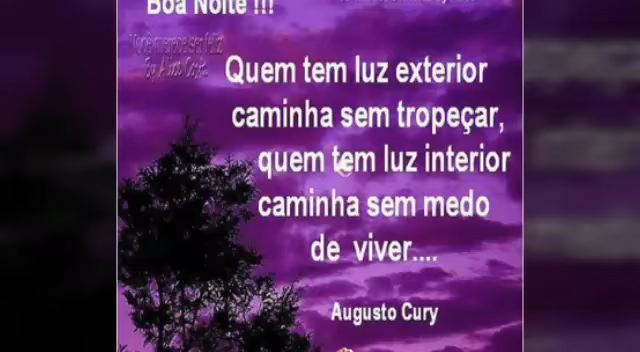 Boa Noite !!!
Quem tem luz exterior
caminha sem tropeçar,
quem tem luz interior
caminha sem medo
de viver....
Augusto Cury